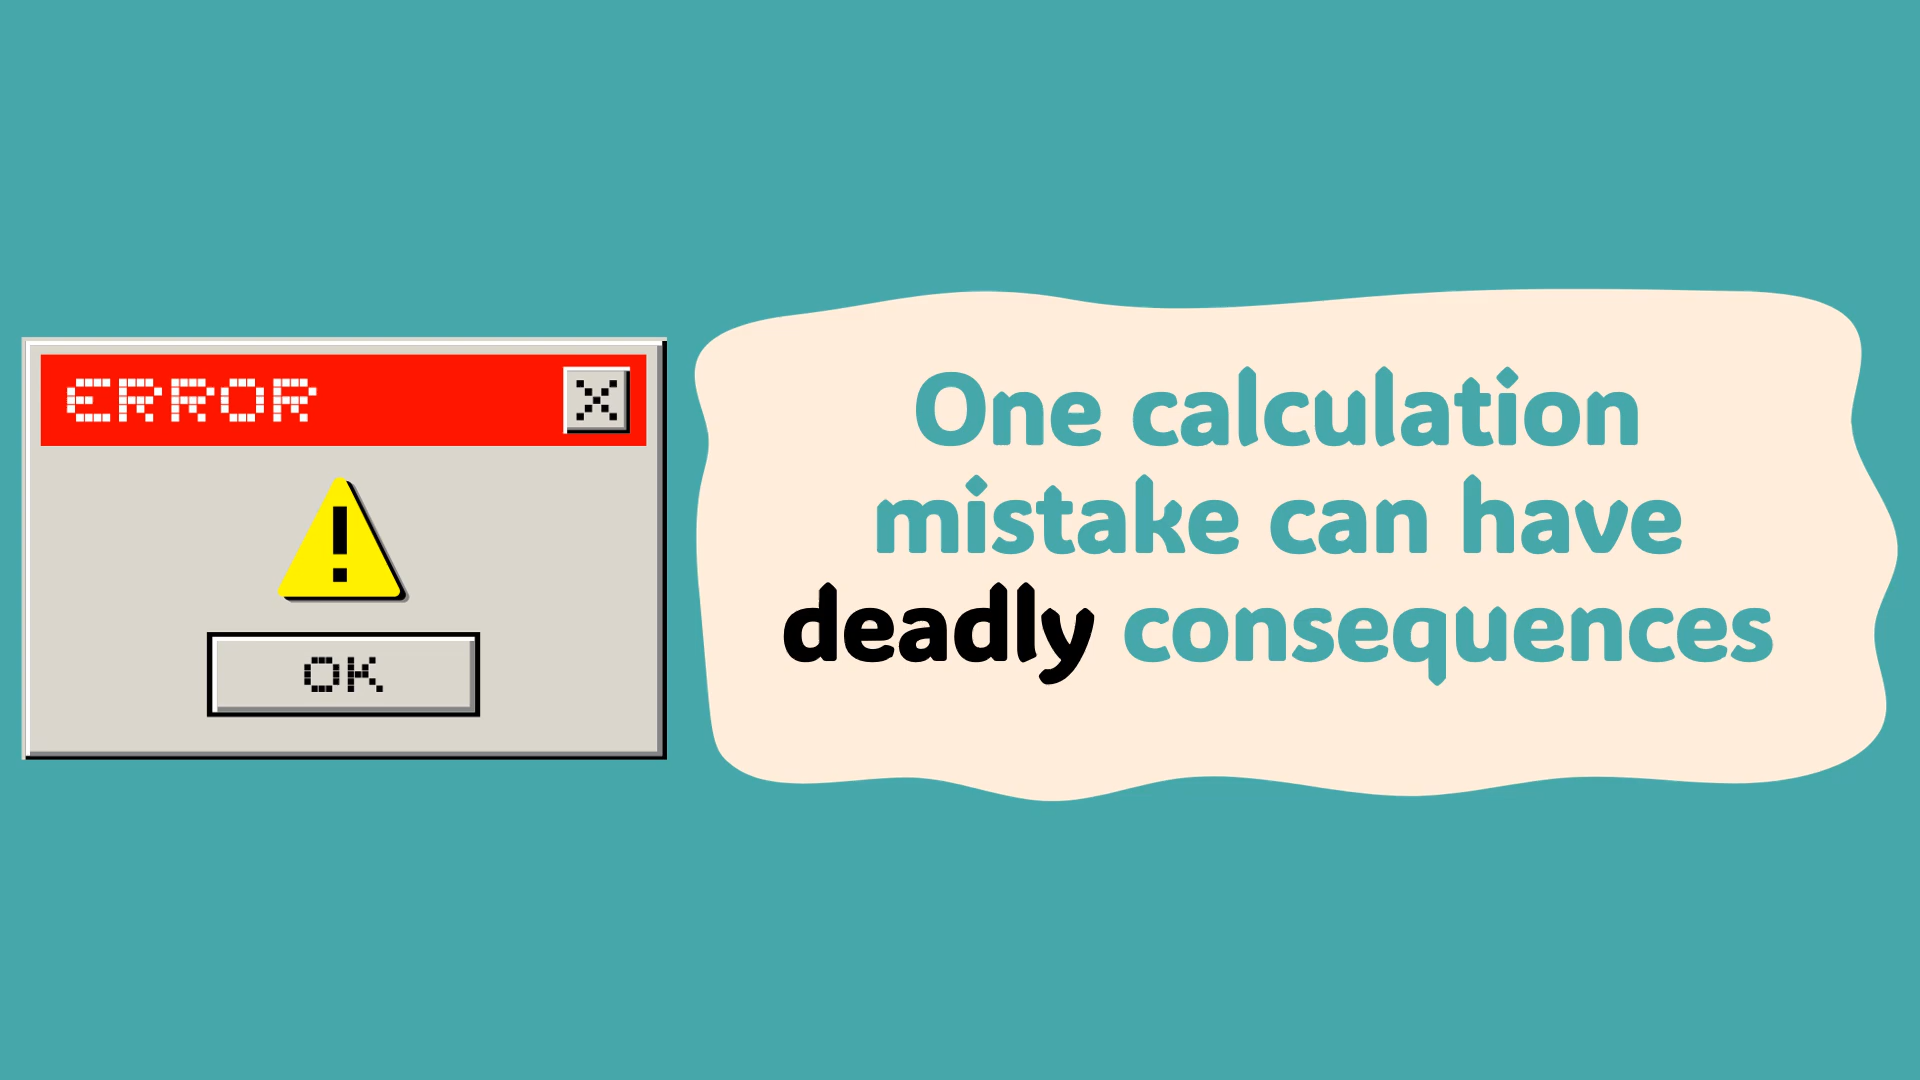 ERROR
OK
One calculation
mistake can have
deadly consequences